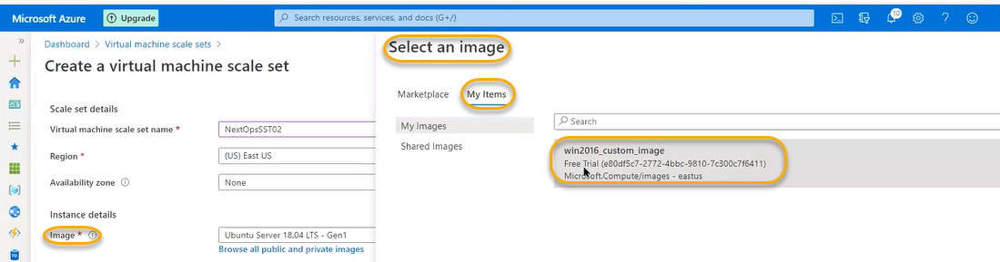 Microsoft Azure
Upgrade
Search resources, services, and docs (G+/)
10
Dashboard > Virtual machine scale sets >
Create a virtual machine scale set
Scale set details
Virtual machine scale set name *
NextOpsSST02
Region *
(US) East US
Availability zone
None
Instance details
Image *
Ubuntu Server 18.04 LTS - Gen1
Browse all public and private images
Select an image
Marketplace
My Items
My Images
Shared Images
Search
win2016_custom_image
Free Trial (e80df5c7-2772-4bbc-9810-7c300c7f6411)
Microsoft.Compute/images - eastus
SQL